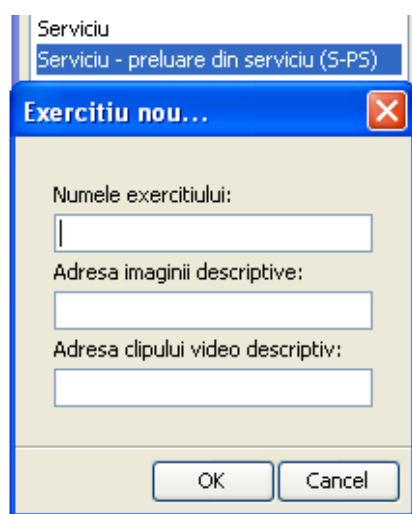 Serviciu
Serviciu - preluare din serviciu (S-PS)
Exercitiu nou...
Numele exercitiului:
Adresa imaginii descriptive:
Adresa clipului video descriptiv:
OK Cancel